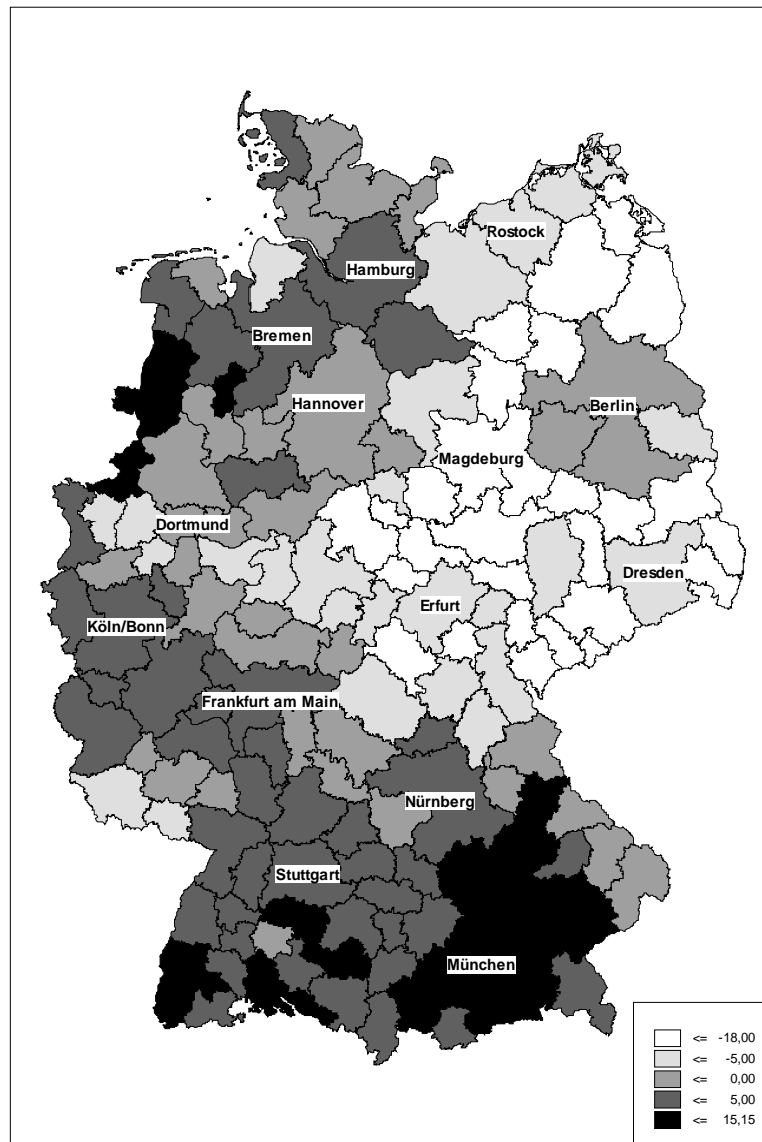 Rostock
Hamburg
Bremen
Hannover
Berlin
Magdeburg
Dortmund
Dresden
Erfurt
Köln/Bonn
Frankfurt am Main
Nürnberg
Stuttgart
München
<= -18,00
<= -5,00
<= 0,00
<= 5,00
<= 15,15